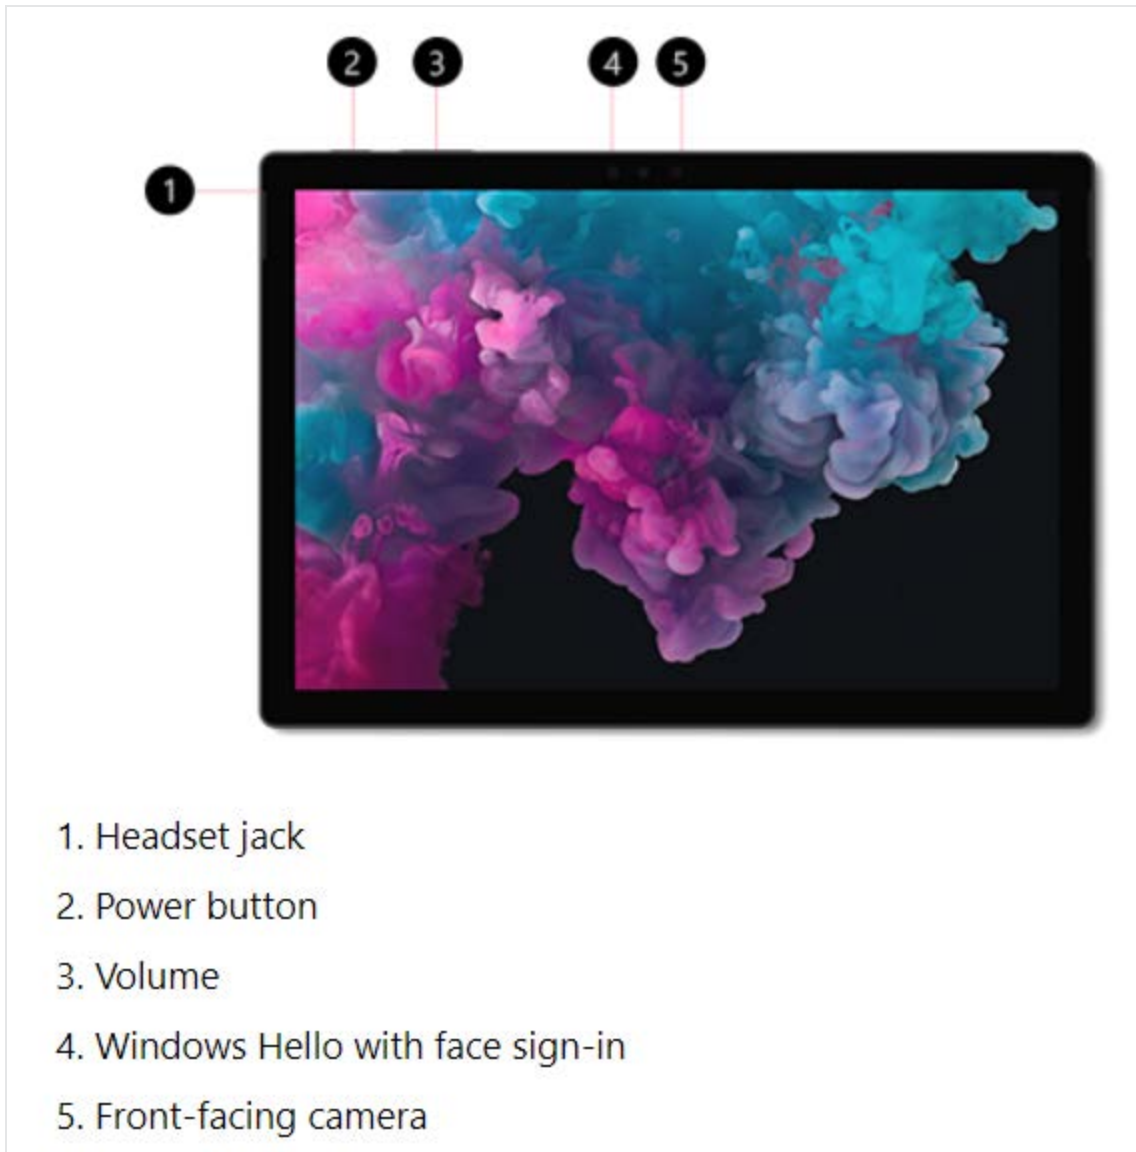 2 3 4 5
1
1. Headset jack
2. Power button
3. Volume
4. Windows Hello with face sign-in
5. Front-facing camera